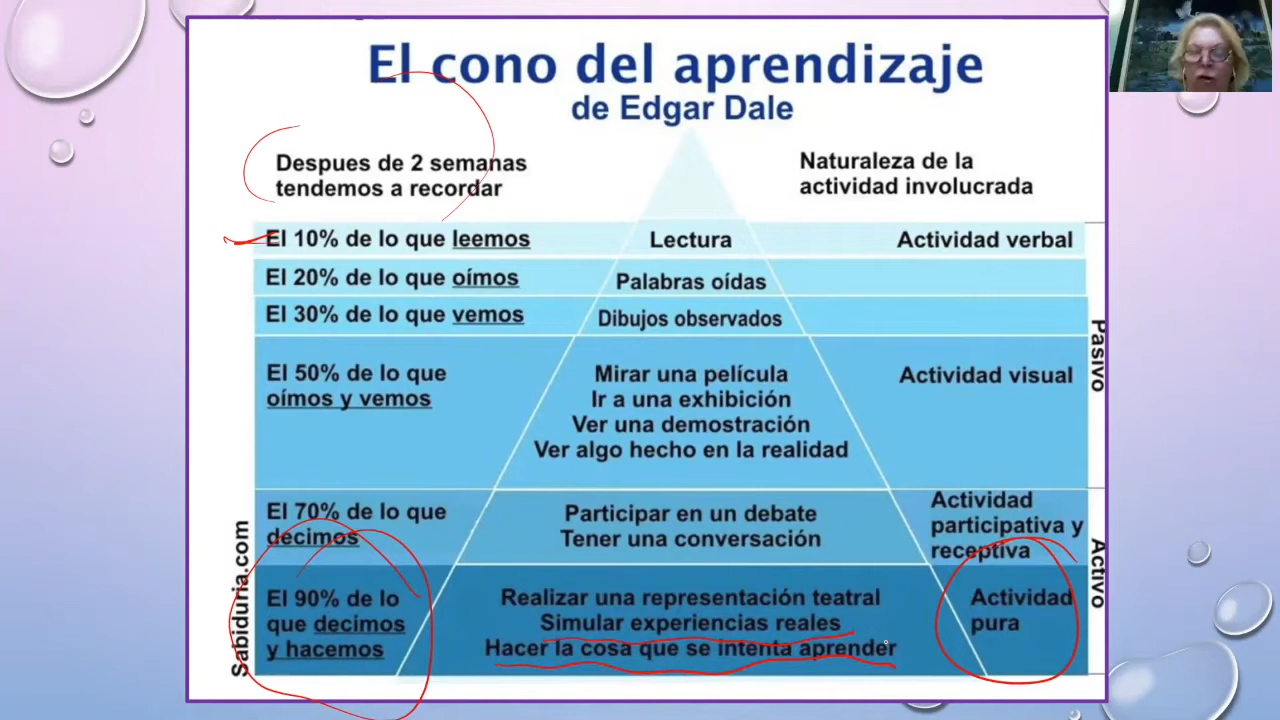 El cono del aprendizaje
de Edgar Dale
Despues de 2 semanas
tendemos a recordar
Naturaleza de la
actividad involucrada
El 10% de lo que leemos
Lectura
Actividad verbal
El 20% de lo que oímos
Palabras oídas
El 30% de lo que vemos
Dibujos observados
El 50% de lo que
oímos y vemos
Mirar una película
Ir a una exhibición
Ver una demostración
Ver algo hecho en la realidad
Actividad visual
Pasivo
El 70% de lo que
decimos
Participar en un debate
Tener una conversación
Actividad
participativa y
receptiva
El 90% de lo
que decimos
y hacemos
Realizar una representación teatral
Simular experiencias reales
Hacer la cosa que se intenta aprender
Actividad
pura
Activo
Sabiduria.com